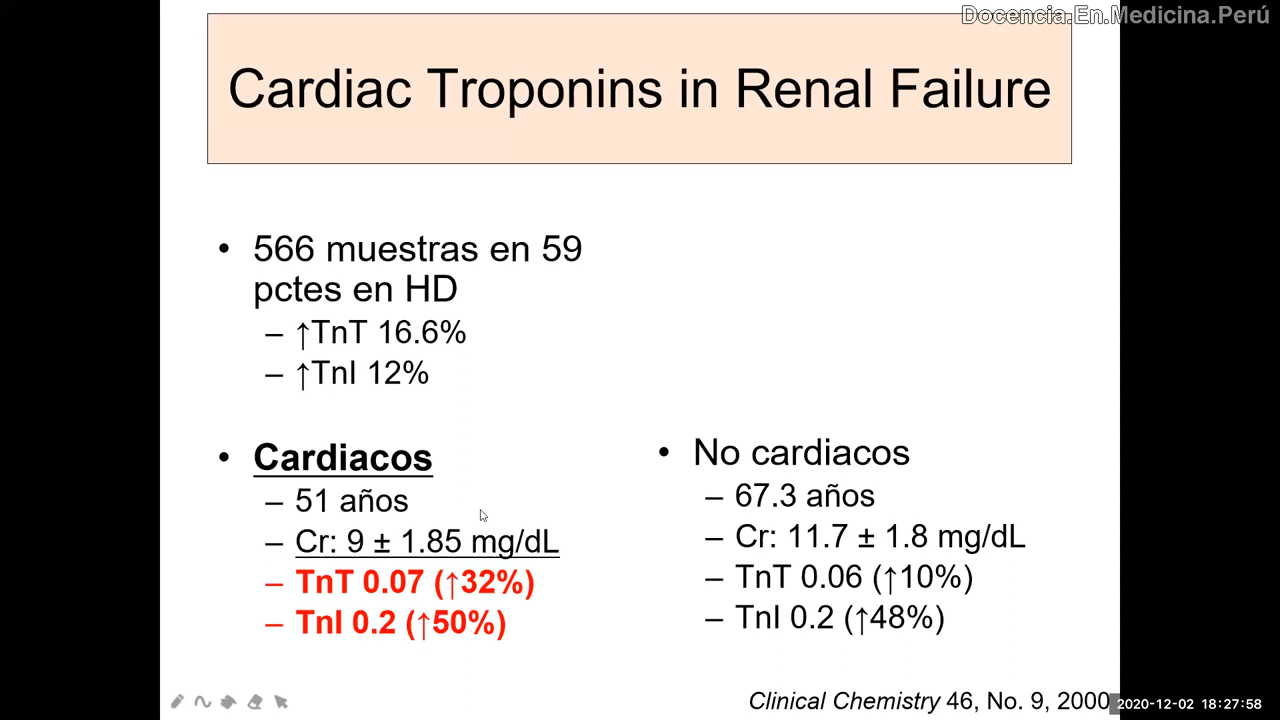 Docencia.En.Medicina.Perú
Cardiac Troponins in Renal Failure
• 566 muestras en 59
pctes en HD
– ↑TnT 16.6%
– ↑TnI 12%
• Cardiacos
– 51 años
– Cr: 9 ± 1.85 mg/dL
– TnT 0.07 (↑32%)
– TnI 0.2 (↑50%)
• No cardiacos
– 67.3 años
– Cr: 11.7 ± 1.8 mg/dL
– TnT 0.06 (↑10%)
– TnI 0.2 (↑48%)
Clinical Chemistry 46, No. 9, 2000
2020-12-02 18:27:58